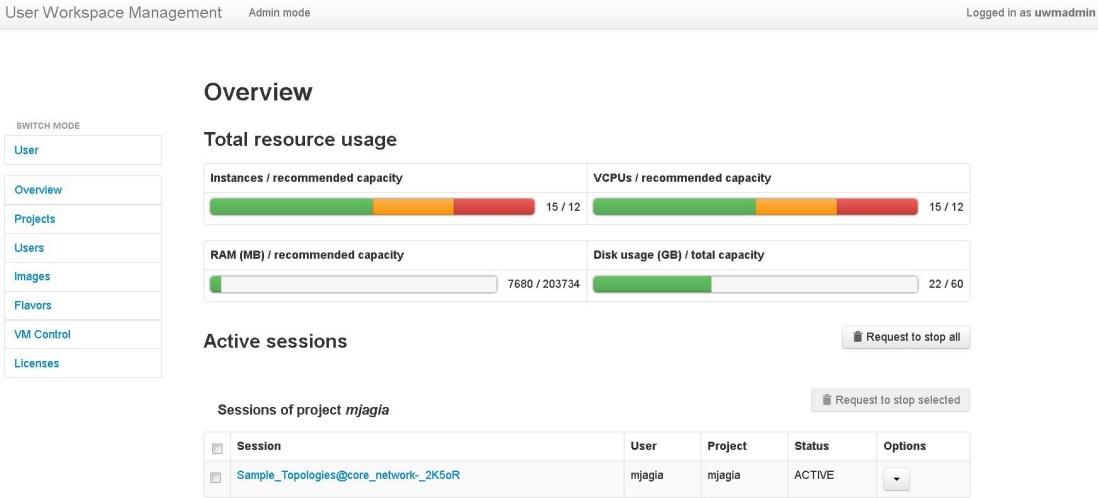 User Workspace Management Admin mode Logged in as uwmadmin
Overview
SWITCH MODE
User
Overview
Projects
Users
Images
Flavors
VM Control
Licenses
Total resource usage
Instances / recommended capacity
15 / 12
VCPUs / recommended capacity
15 / 12
RAM (MB) / recommended capacity
7680 / 203734
Disk usage (GB) / total capacity
22 / 60
Active sessions
Request to stop all
Sessions of project mjagia
Request to stop selected
Session User Project Status Options
Sample_Topologies@core_network-_2K5oR mjagia mjagia ACTIVE